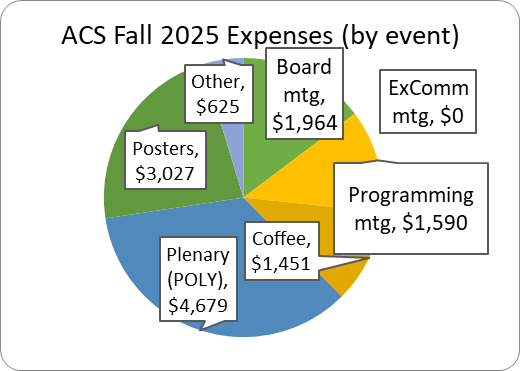 ACS Fall 2025 Expenses (by event)
Other,
$625
Board
mtg,
$1,964
ExComm
mtg, $0
Posters,
$3,027
Programming
mtg, $1,590
Coffee,
$1,451
Plenary
(POLY),
$4,679